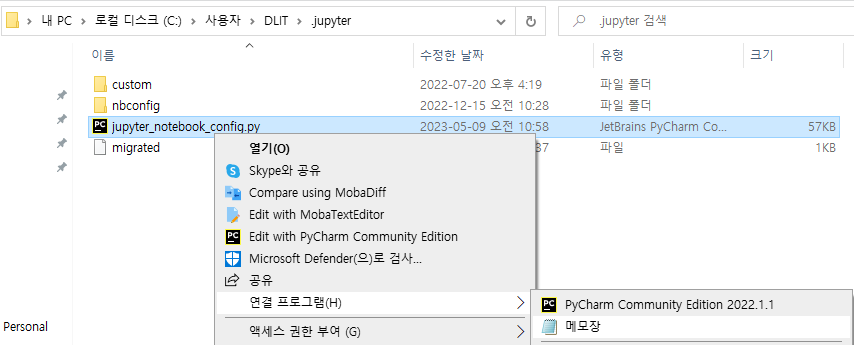 내 PC > 로컬 디스크 (C:) > 사용자 > DLIT > .jupyter
.jupyter 검색
이름 수정한 날짜 유형 크기
custom 2022-07-20 오후 4:19 파일 폴더
nbconfig 2022-12-15 오전 10:28 파일 폴더
jupyter_notebook_config.py 2023-05-09 오전 10:58 JetBrains PyCharm Co... 57KB
migrated 37 파일 1KB
열기(O)
Skype와 공유
Compare using MobaDiff
Edit with MobaTextEditor
Edit with PyCharm Community Edition
Microsoft Defender(으)로 검사...
공유
연결 프로그램(H)
PyCharm Community Edition 2022.1.1
메모장
Personal
액세스 권한 부여 (G)